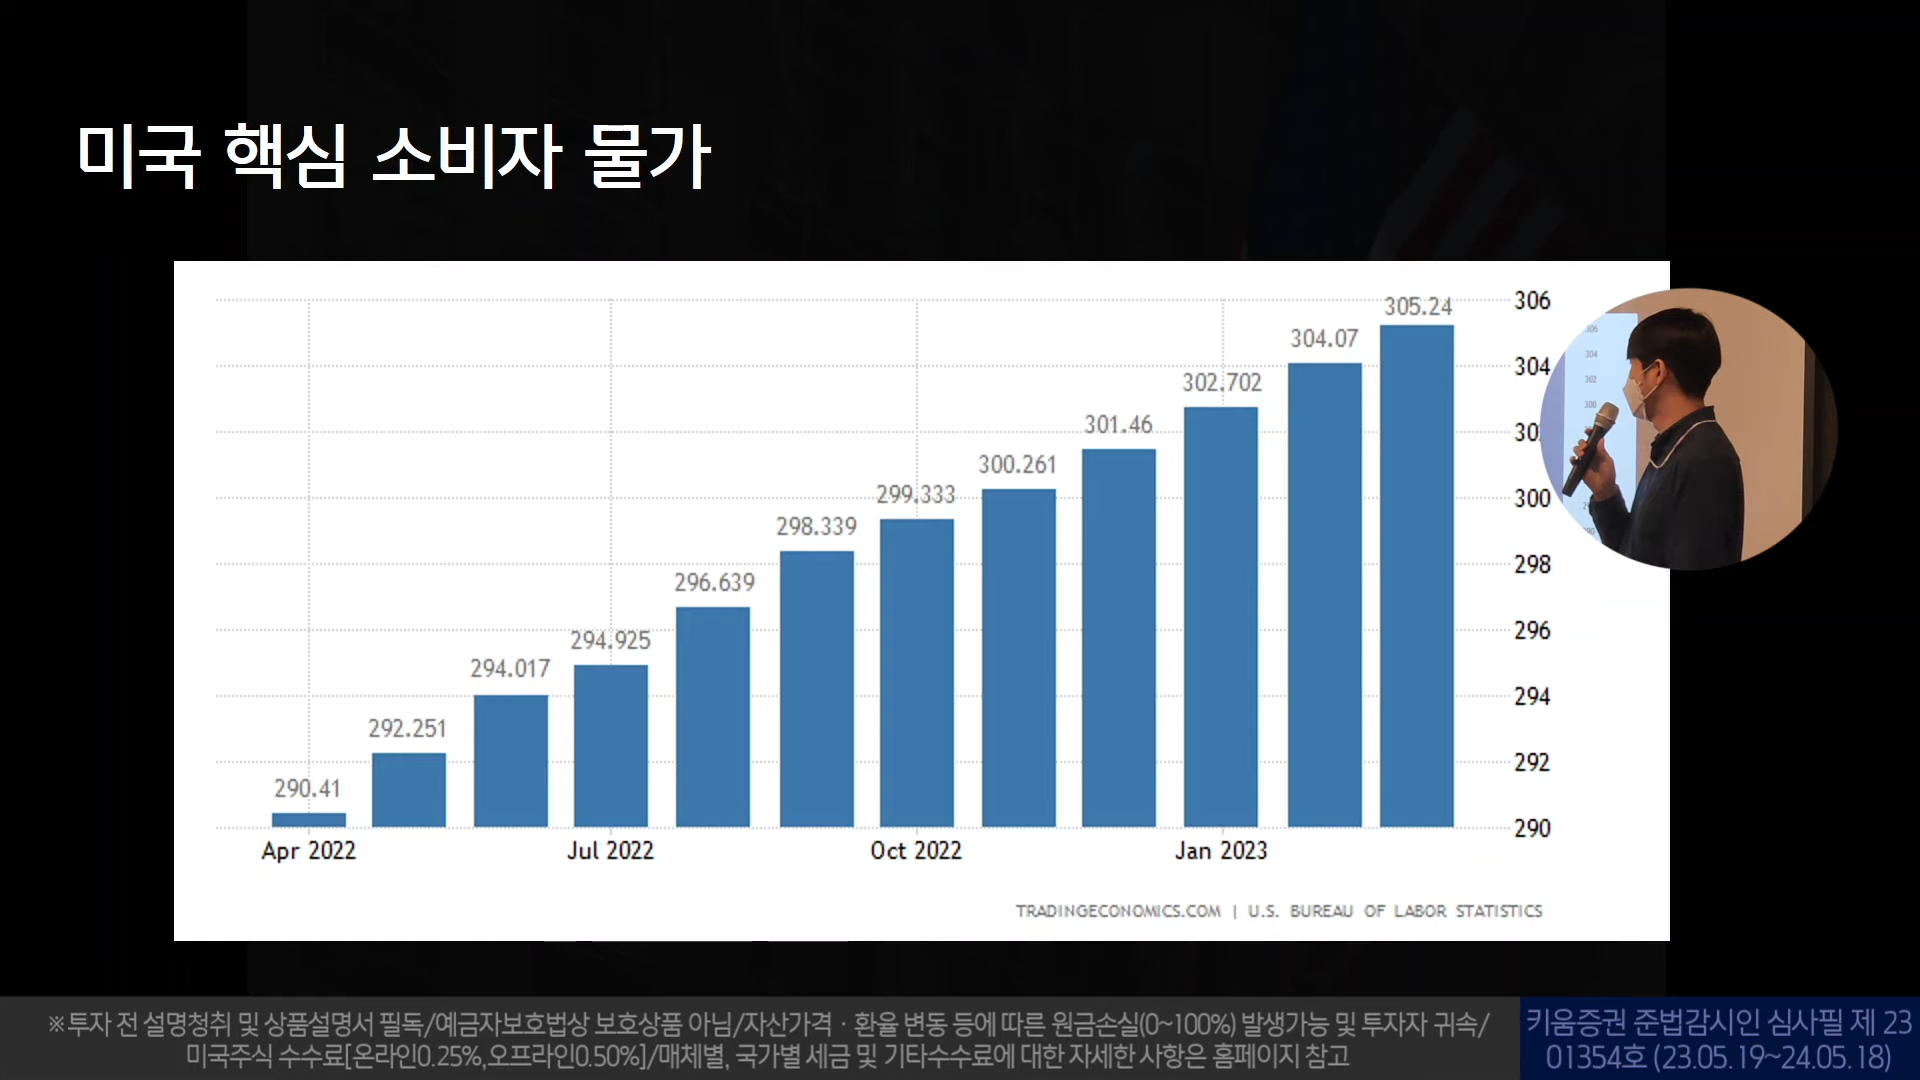 미국 핵심 소비자 물가
306
304
30
300
298
296
294
292
290
290.41
292.251
294.017
294.925
296.639
298.339
299.333
300.261
301.46
302.702
304.07
305.24
Apr 2022
Jul 2022
Oct 2022
Jan 2023
TRADINGECONOMICS.COM | U.S. BUREAU OF LABOR STATISTICS
306
304
302
300
※투자 전 설명청취 및 상품설명서 필독/예금자보호법상 보호상품 아님/자산가격 · 환율 변동 등에 따른 원금손실(0~100%) 발생가능 및 투자자 귀속/
미국주식 수수료[온라인0.25%,오프라인0.50%]/매체별, 국가별 세금 및 기타수수료에 대한 자세한 사항은 홈페이지 참고
키움증권 준법감시인 심사필 제 23
01354호 (23.05.19~24.05.18)